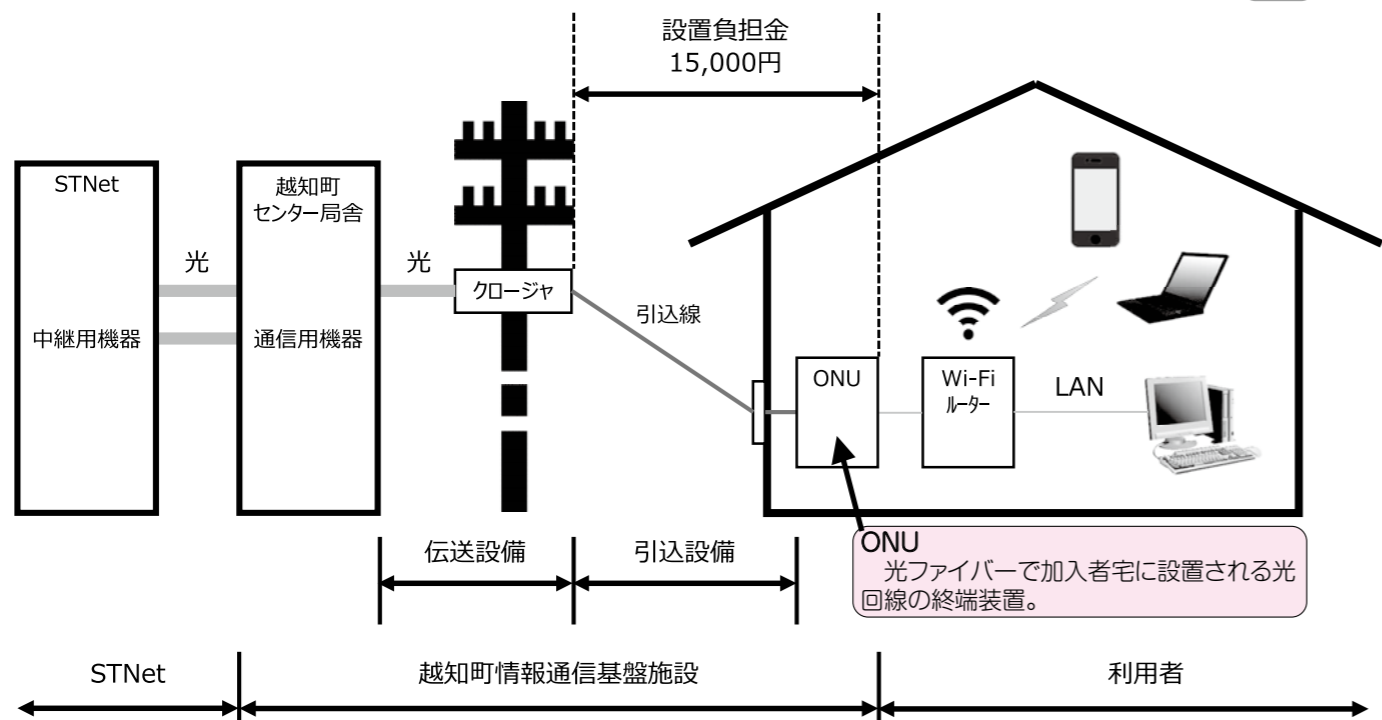 設置負担金
15,000円
STNet
中継用機器
光
越知町
センター局舎
通信用機器
光
クロージャ
引込線
ONU
Wi-Fi
ルーター
LAN
伝送設備
引込設備
ONU
光ファイバーで加入者宅に設置される光
回線の終端装置。
STNet
越知町情報通信基盤施設
利用者